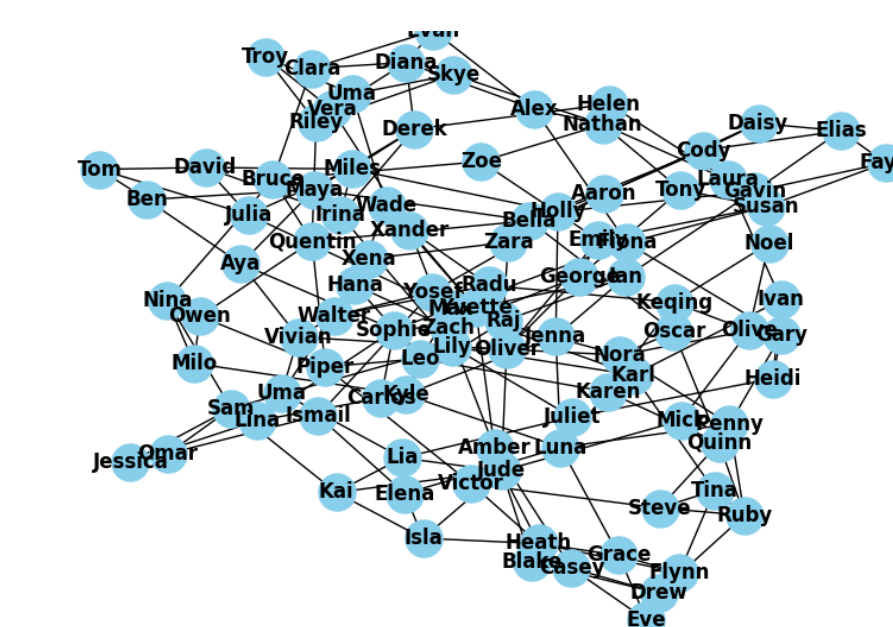 Evan
Troy
Clara
Diana
Skye
Uma
Vera
Riley
Alex
Helen
Nathan
Derek
Daisy
Elias
Cody
Fay
Zoe
Tom
David
Miles
Bruce
Maya
Laura
Gavin
Tony
Susan
Aaron
Ben
Julia
Irina
Wade
Holly
Bella
Xander
Quentin
Zara
Emily
Fiona
Noel
Aya
Xena
Hana
George
Ian
Radu
Yosef
Yvette
Max
Nina
Owen
Walter
Keqing
Ivan
Sophie
Zach
Raj
Oscar
Olive
Gary
Vivian
Lily
Oliver
Jenna
Leo
Nora
Milo
Piper
Karl
Heidi
Uma
Carlos
Kyle
Karen
Sam
Lina
Ismail
Juliet
Mick
Penny
Quinn
Jessica
Omar
Lia
Amber
Luna
Jude
Kai
Elena
Victor
Tina
Steve
Ruby
Isla
Heath
Blake
Casey
Grace
Flynn
Drew
Eve